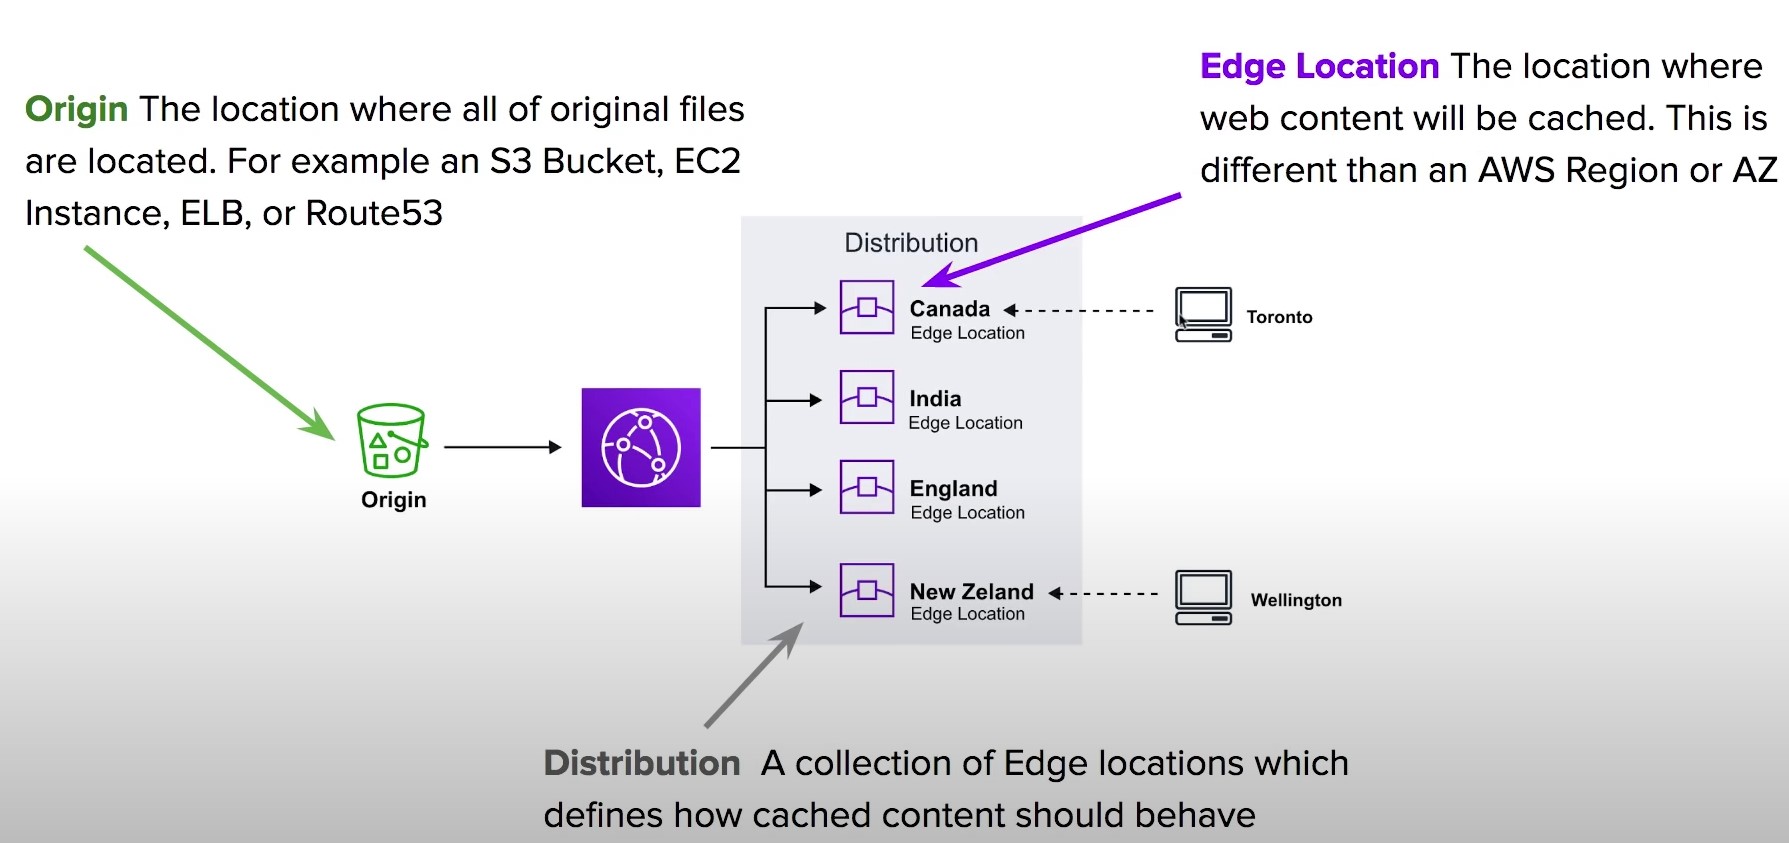 Origin The location where all of original files
are located. For example an S3 Bucket, EC2
Instance, ELB, or Route53
Edge Location The location where
web content will be cached. This is
different than an AWS Region or AZ
Distribution
Canada
Edge Location
Toronto
India
Edge Location
England
Edge Location
New Zeland
Edge Location
Wellington
Origin
Distribution A collection of Edge locations which
defines how cached content should behave